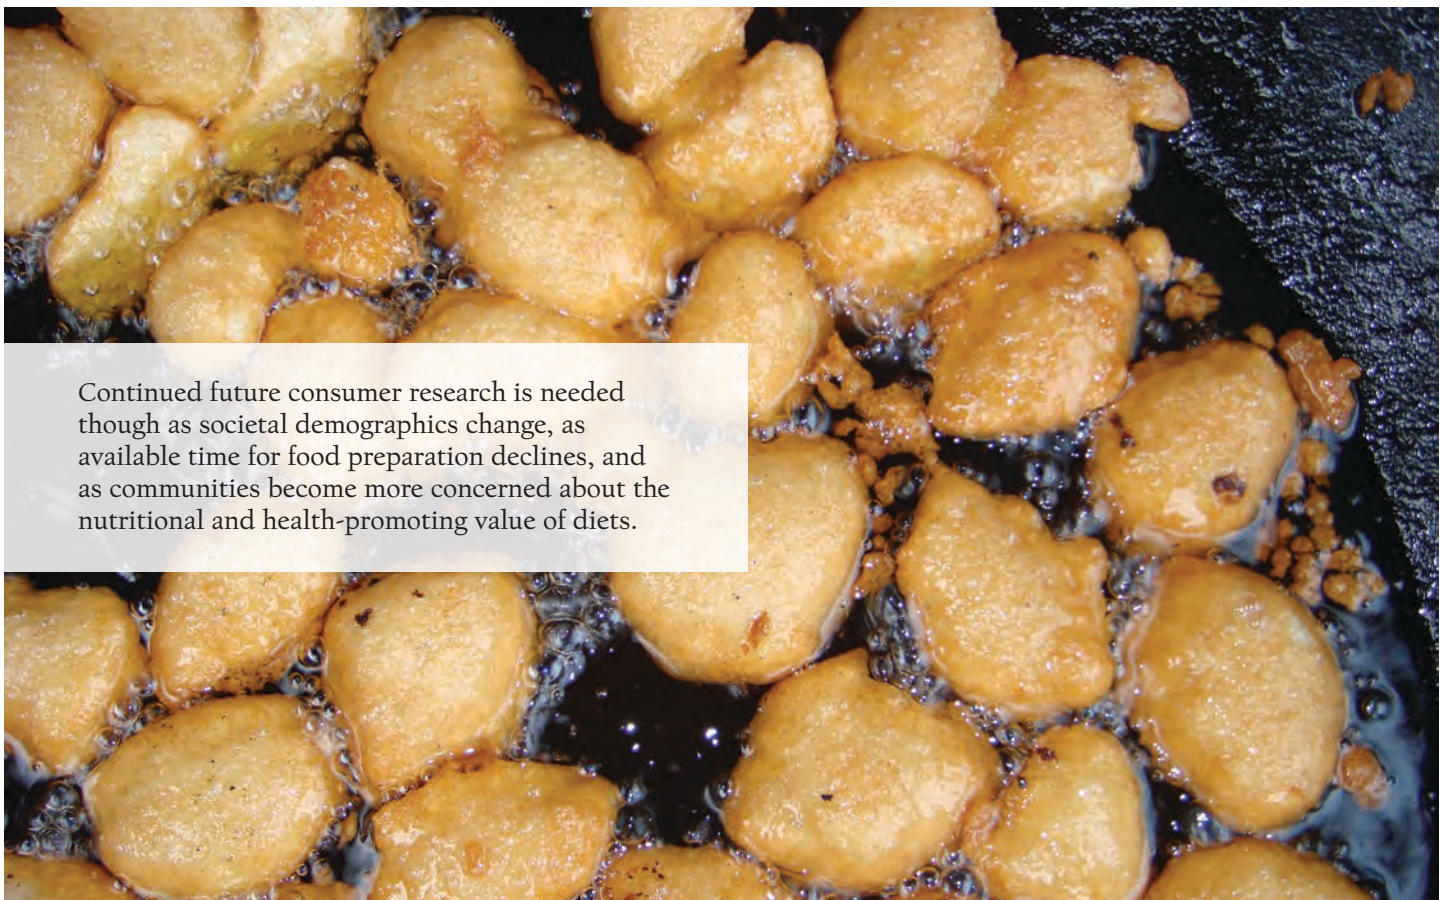 Continued future consumer research is needed
though as societal demographics change, as
available time for food preparation declines, and
as communities become more concerned about the
nutritional and health-promoting value of diets.